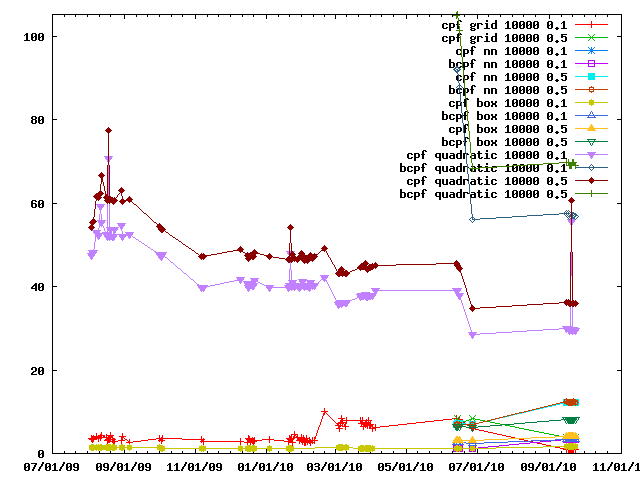 100
80
60
40
20
0
cpf grid 10000 0.1
cpf grid 10000 0.5
cpf nn 10000 0.1
bcpf nn 10000 0.1
cpf nn 10000 0.5
bcpf nn 10000 0.5
cpf box 10000 0.1
bcpf box 10000 0.1
cpf box 10000 0.5
bcpf box 10000 0.5
cpf quadratic 10000 0.1
bcpf quadratic 10000 0.1
cpf quadratic 10000 0.5
bcpf quadratic 10000 0.5
07/01/09 09/01/09 11/01/09 01/01/10 03/01/10 05/01/10 07/01/10 09/01/10 11/01/1